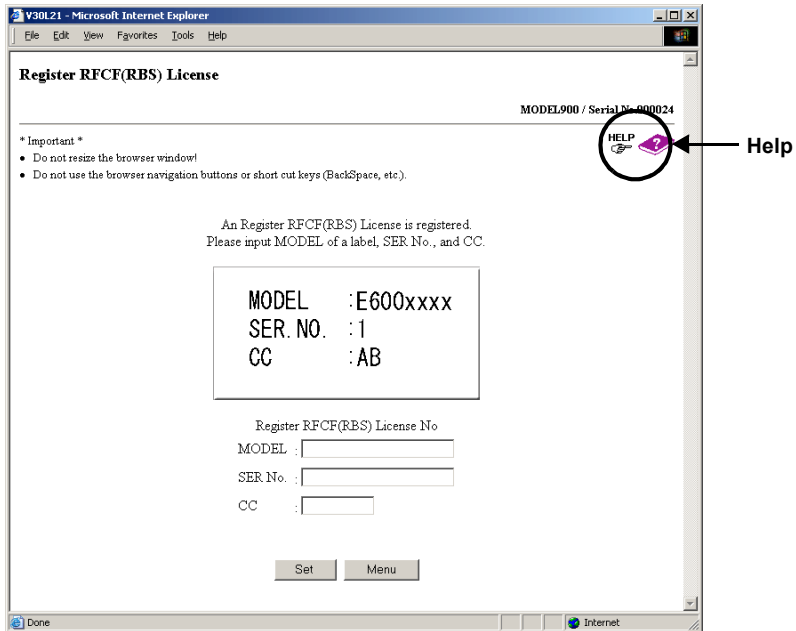 V30L21 - Microsoft Internet Explorer
File Edit View Favorites Tools Help
Register RFCF(RBS) License
MODEL900 / Serial No.000024
* Important *
HELP
Help
• Do not resize the browser window!
• Do not use the browser navigation buttons or short cut keys (BackSpace, etc.).
An Register RFCF(RBS) License is registered.
Please input MODEL of a label, SER No., and CC.
MODEL :E600xxxx
SER.NO. :1
CC :AB
Register RFCF(RBS) License No
MODEL :
SER No. :
CC :
Set Menu
Done Internet